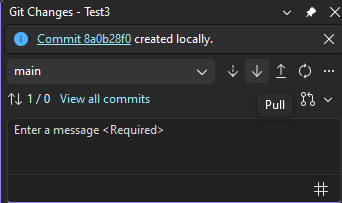 Git Changes - Test3
Commit 8a0b28f0 created locally.
main
1 / 0 View all commits
Pull
Enter a message <Required>